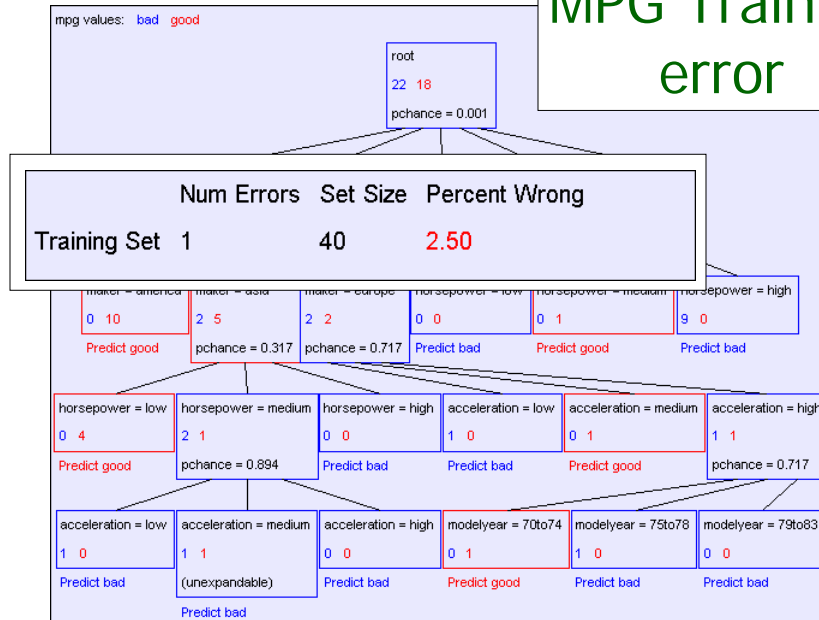 mpg values: bad good
MPG Train
error
root
22 18
pchance = 0.001
Num Errors Set Size Percent Wrong
Training Set 1 40 2.50
maker = america maker = asia maker = europe horsepower = low horsepower = medium horsepower = high
0 10 2 5 2 2 0 0 0 1 9 0
Predict good pchance = 0.317 pchance = 0.717 Predict bad Predict good Predict bad
horsepower = low horsepower = medium horsepower = high acceleration = low acceleration = medium acceleration = high
0 4 2 1 0 0 1 0 0 1 1 1
Predict good pchance = 0.894 Predict bad Predict bad Predict good pchance = 0.717
acceleration = low acceleration = medium acceleration = high modelyear = 70to74 modelyear = 75to78 modelyear = 79to83
1 0 1 1 0 0 0 1 1 0 0 0
Predict bad (unexpandable) Predict bad Predict good Predict bad Predict bad
Predict bad